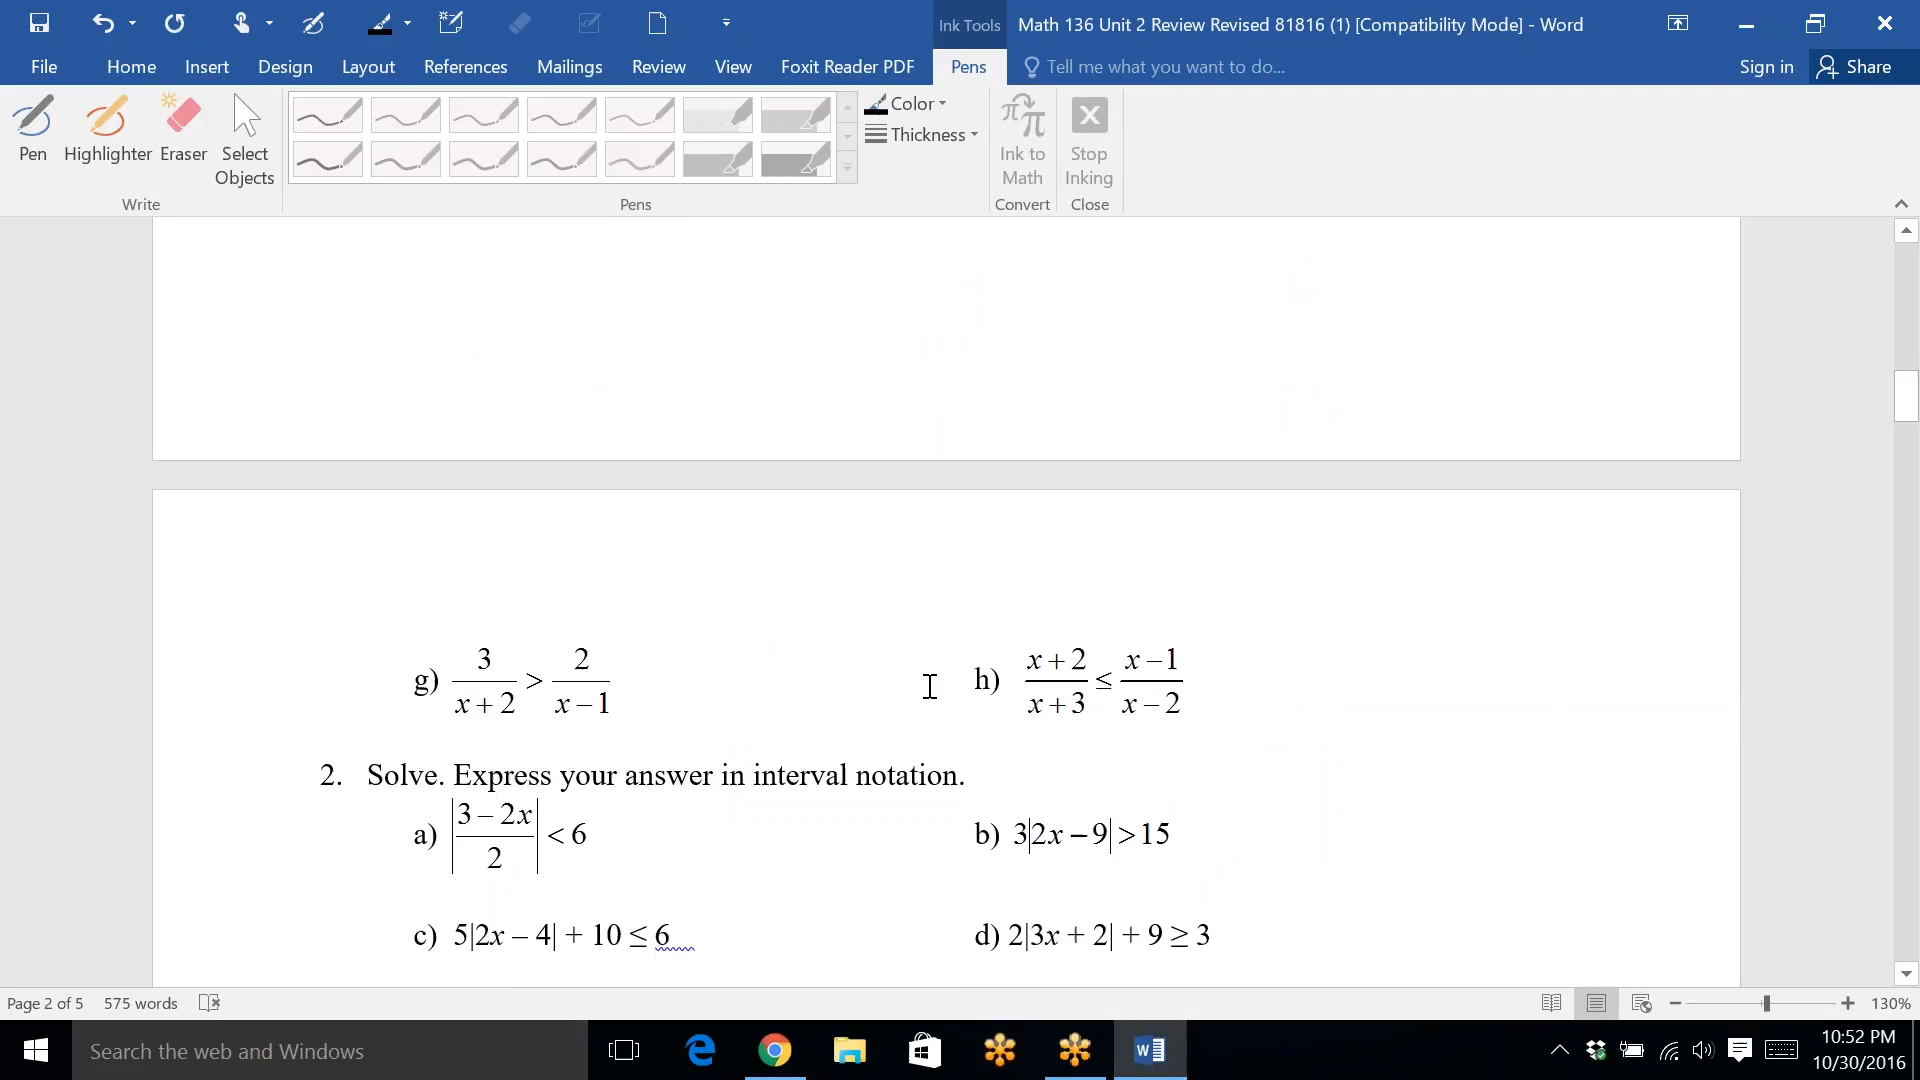 Ink Tools
Math 136 Unit 2 Review Revised 81816 (1) [Compatibility Mode] - Word
File Home Insert Design Layout References Mailings Review View Foxit Reader PDF Pens Tell me what you want to do... Sign in Share
Pen Highlighter Eraser Select Objects
Color
Thickness
Ink to Math
Stop Inking
Write Pens Convert Close
g) 3/(x + 2) > 2/(x − 1) h) (x + 2)/(x + 3) ≤ (x − 1)/(x − 2)
2. Solve. Express your answer in interval notation.
a) |(3 − 2x)/2| < 6 b) 3|2x − 9| > 15
c) 5|2x – 4| + 10 ≤ 6 d) 2|3x + 2| + 9 ≥ 3
Page 2 of 5 575 words 130%
Search the web and Windows
10:52 PM
10/30/2016